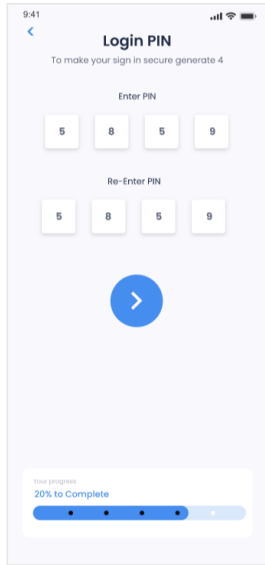 9:41
Login PIN
To make your sign in secure generate 4
Enter PIN
5 8 5 9
Re-Enter PIN
5 8 5 9
Your progress
20% to Complete